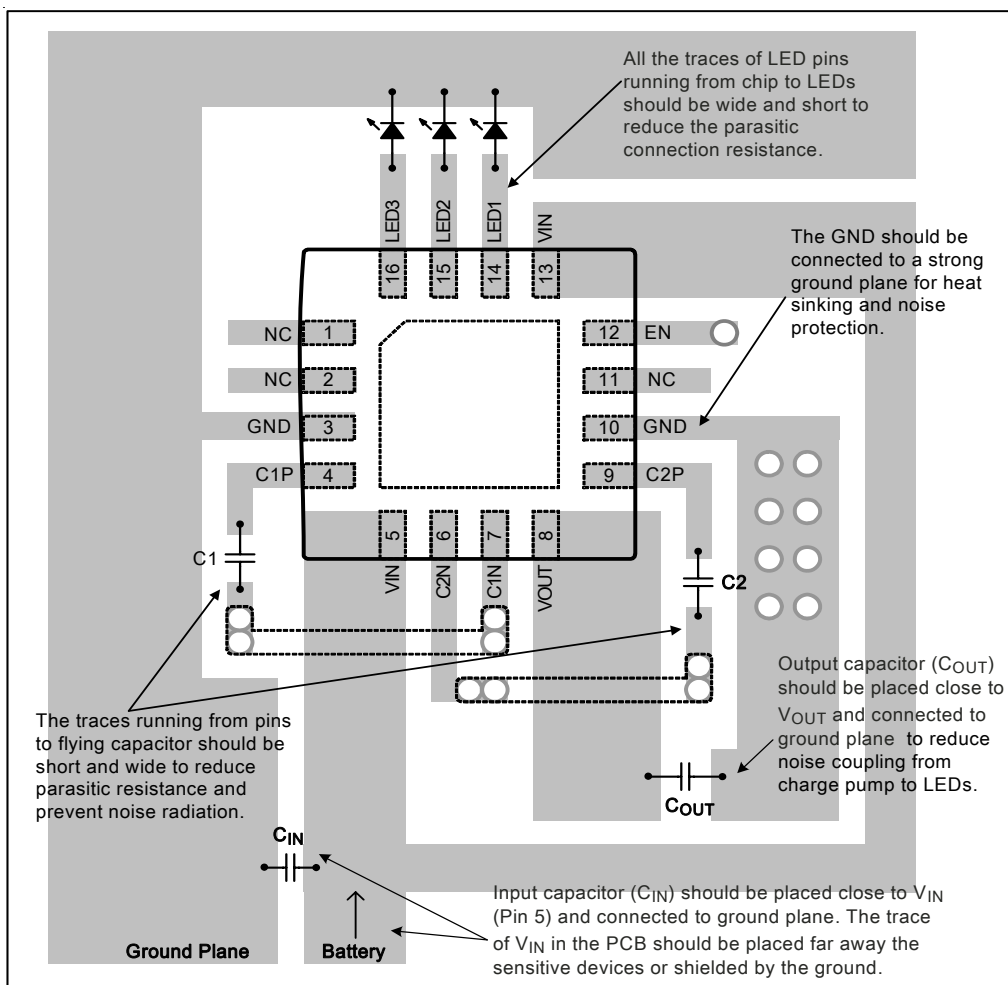 All the traces of LED pins
running from chip to LEDs
should be wide and short to
reduce the parasitic
connection resistance.
LED3
LED2
LED1
VIN
16
15
14
13
The GND should be
connected to a strong
ground plane for heat
sinking and noise
protection.
NC 1
12 EN
NC 2
11 NC
GND 3
10 GND
C1P 4
9 C2P
5
6
7
8
VIN
C2N
C1N
VOUT
C1
C2
The traces running from pins
to flying capacitor should be
short and wide to reduce
parasitic resistance and
prevent noise radiation.
Output capacitor (COUT)
should be placed close to
VOUT and connected to
ground plane to reduce
noise coupling from
charge pump to LEDs.
COUT
CIN
Input capacitor (CIN) should be placed close to VIN
(Pin 5) and connected to ground plane. The trace
of VIN in the PCB should be placed far away the
sensitive devices or shielded by the ground.
Ground Plane
Battery